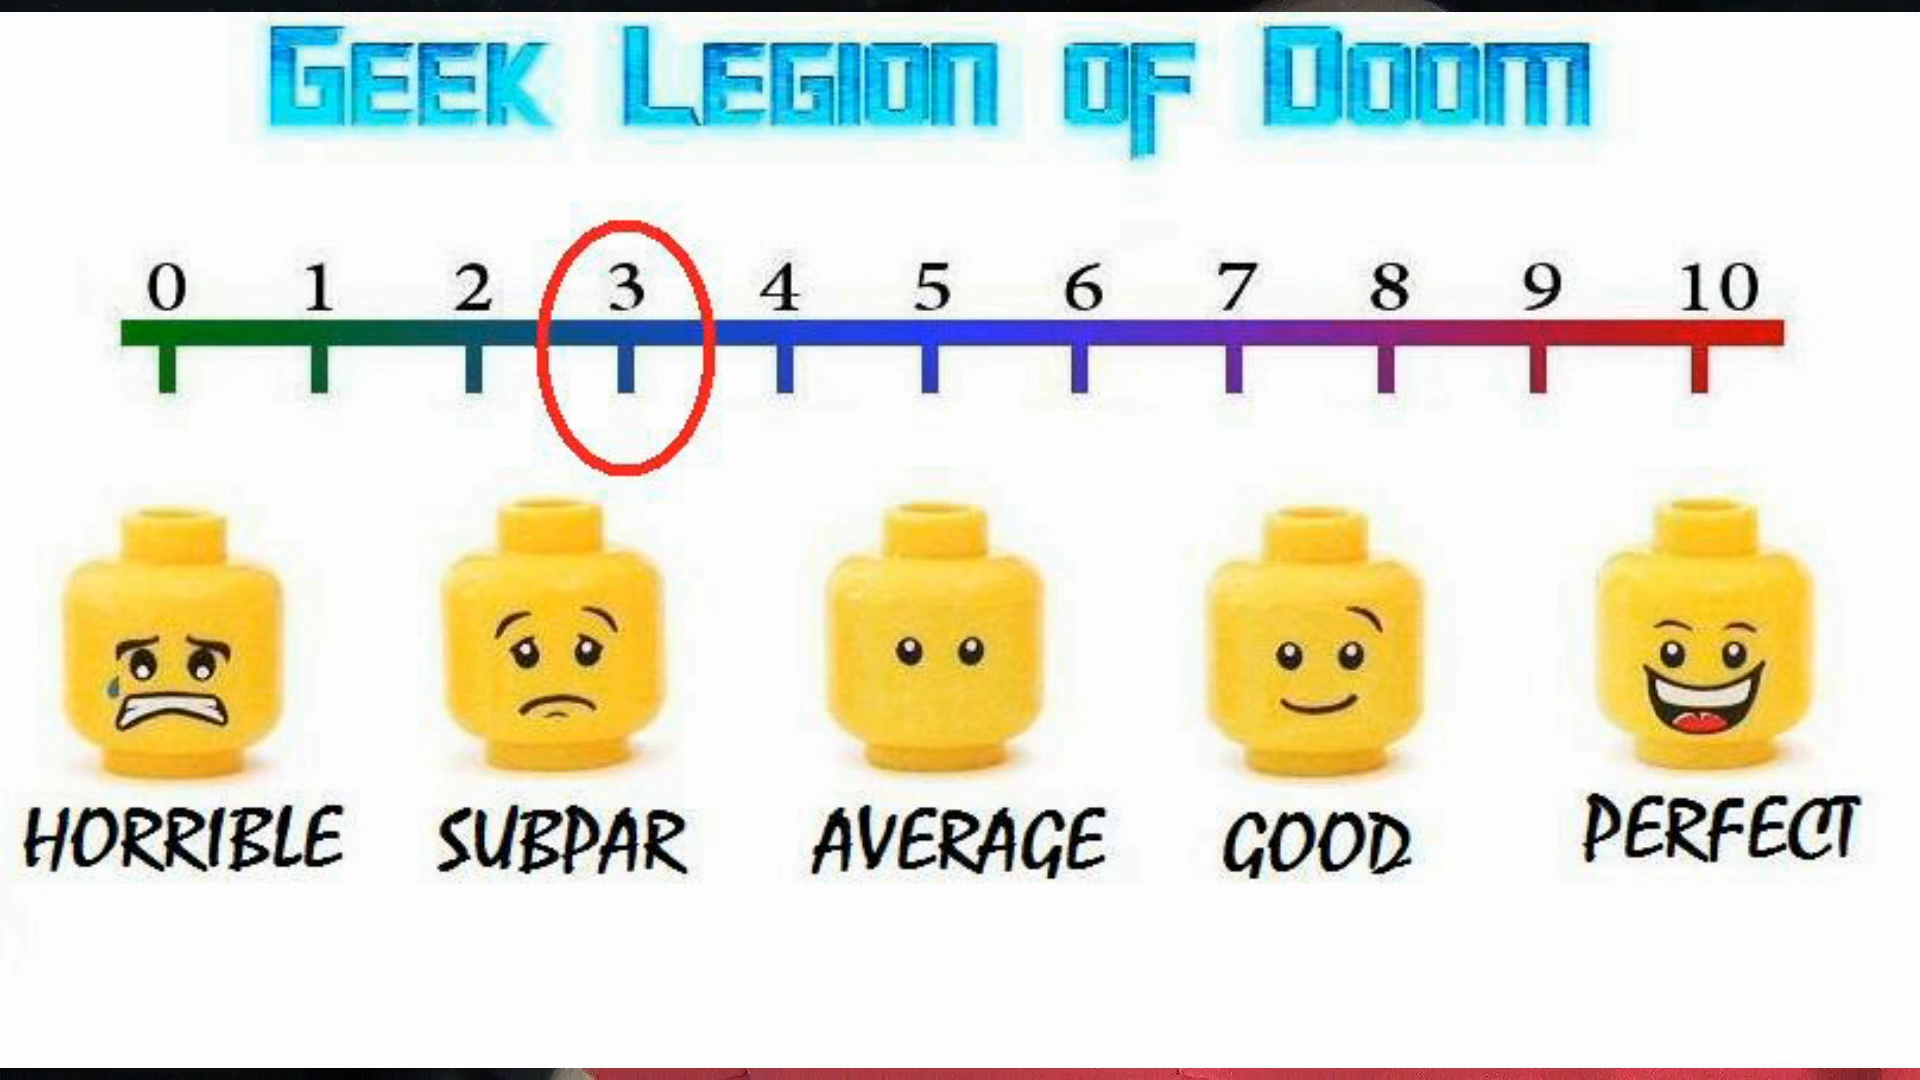 GEEK LEGION OF DOOM
0 1 2 3 4 5 6 7 8 9 10
HORRIBLE SUBPAR AVERAGE GOOD PERFECT